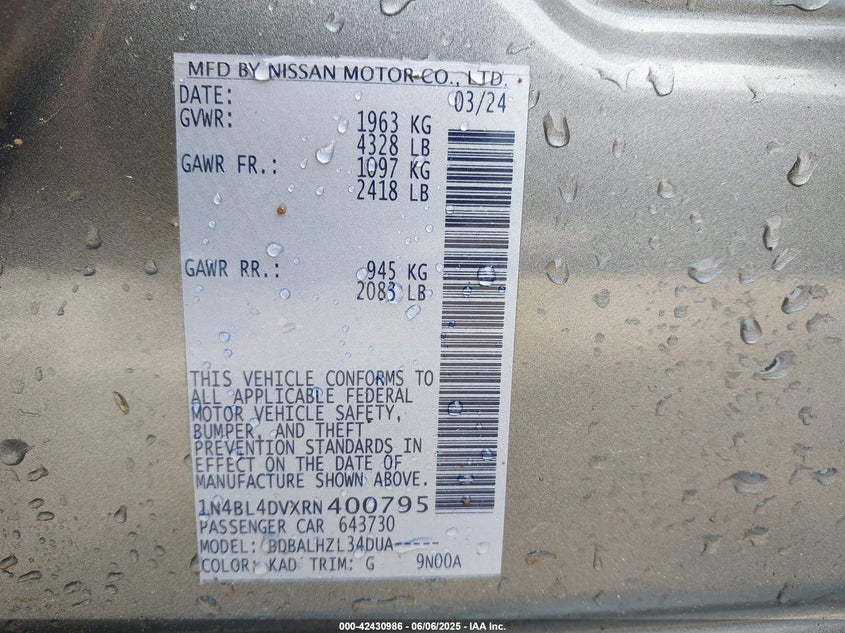 MFD BY NISSAN MOTOR CO., LTD.
DATE: 03/24
GVWR: 1963 KG
4328 LB
GAWR FR.: 1097 KG
2418 LB
GAWR RR.: 945 KG
2083 LB
THIS VEHICLE CONFORMS TO
ALL APPLICABLE FEDERAL
MOTOR VEHICLE SAFETY,
BUMPER, AND THEFT
PREVENTION STANDARDS IN
EFFECT ON THE DATE OF
MANUFACTURE SHOWN ABOVE.
1N4BL4DVXRN400795
PASSENGER CAR 643730
MODEL: BDBALHZL34DUA-----
COLOR: KAD TRIM: G 9N00A
000-42430986 - 06/06/2025 - IAA Inc.